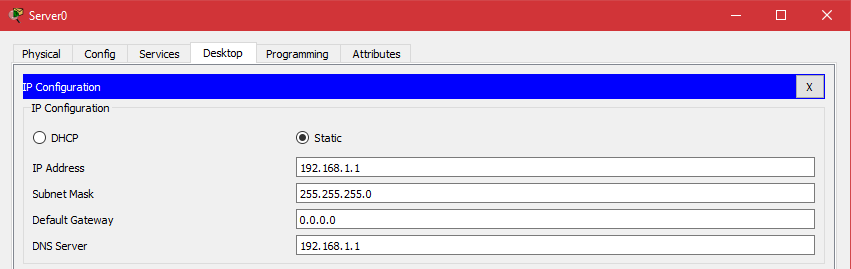 Server0
Physical Config Services Desktop Programming Attributes
IP Configuration X
IP Configuration
DHCP Static
IP Address 192.168.1.1
Subnet Mask 255.255.255.0
Default Gateway 0.0.0.0
DNS Server 192.168.1.1